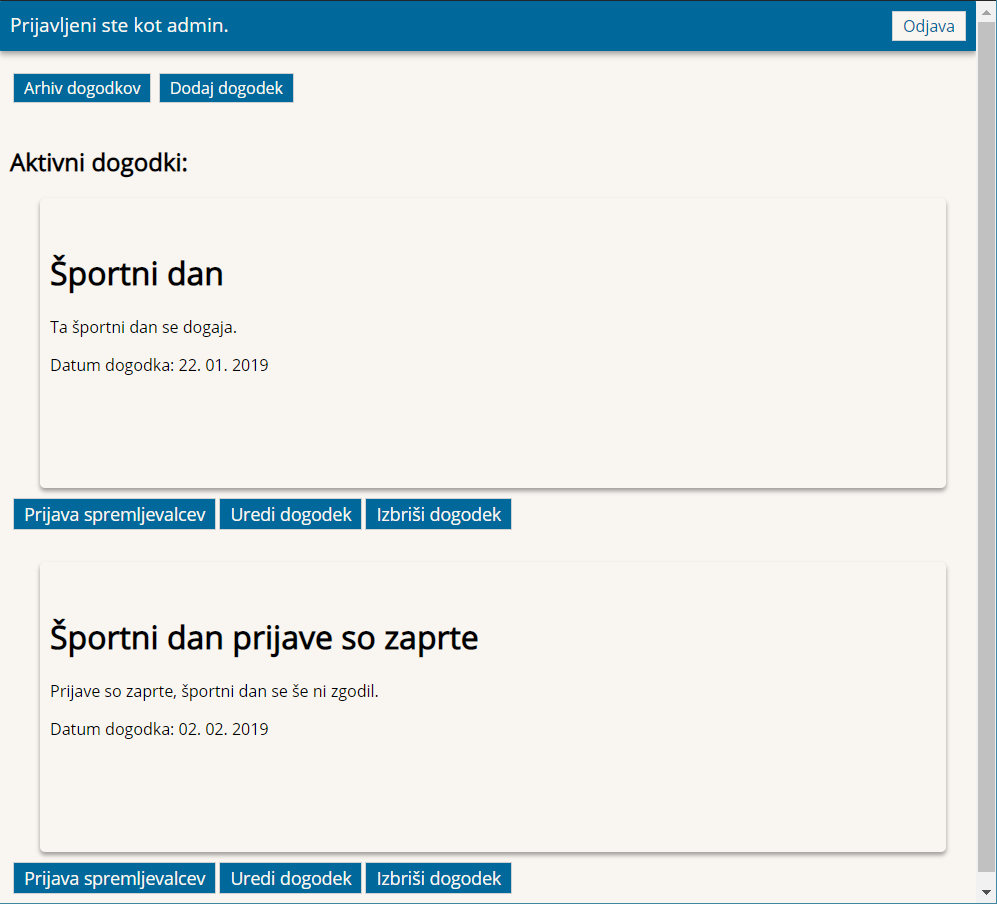 Prijavljeni ste kot admin.
Odjava
Arhiv dogodkov
Dodaj dogodek
Aktivni dogodki:
Športni dan
Ta športni dan se dogaja.
Datum dogodka: 22. 01. 2019
Prijava spremljevalcev
Uredi dogodek
Izbriši dogodek
Športni dan prijave so zaprte
Prijave so zaprte, športni dan se še ni zgodil.
Datum dogodka: 02. 02. 2019
Prijava spremljevalcev
Uredi dogodek
Izbriši dogodek